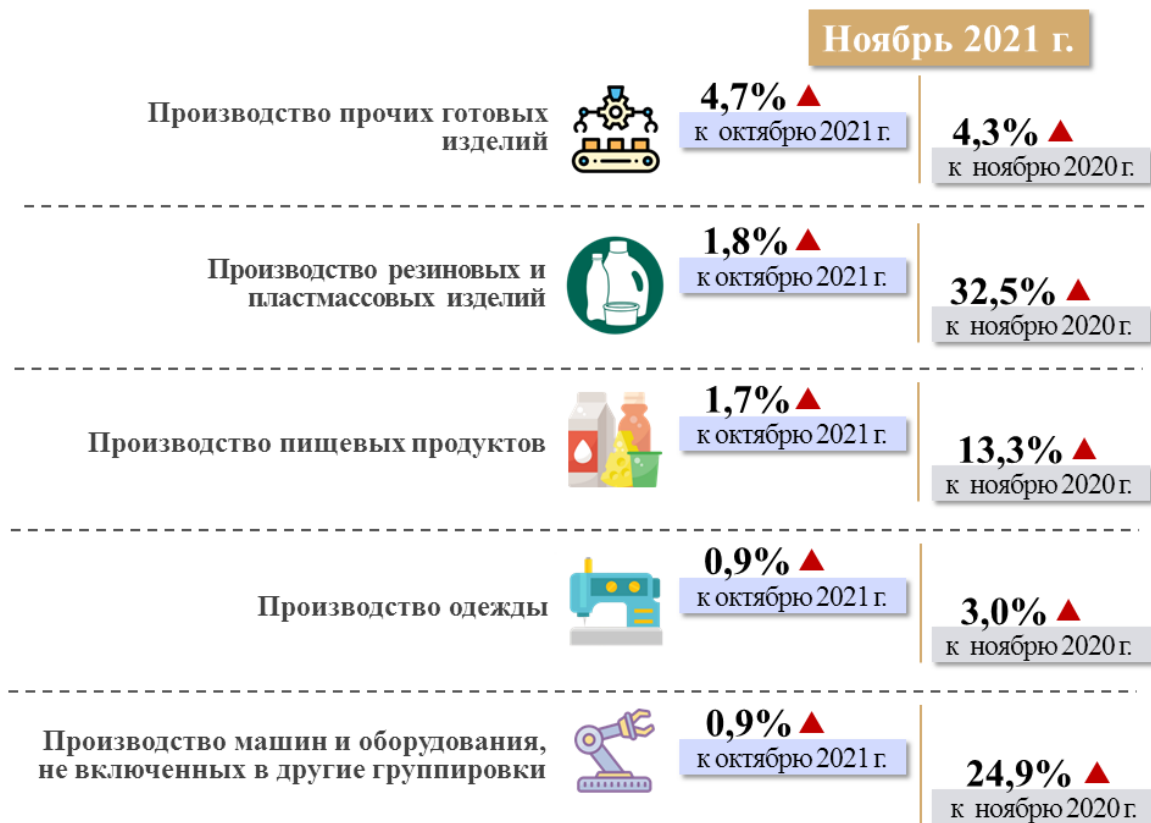 Ноябрь 2021 г.
Производство прочих готовых
изделий
4,7%
к октябрю 2021 г.
4,3%
к ноябрю 2020 г.
Производство резиновых и
пластмассовых изделий
1,8%
к октябрю 2021 г.
32,5%
к ноябрю 2020 г.
Производство пищевых продуктов
1,7%
к октябрю 2021 г.
13,3%
к ноябрю 2020 г.
Производство одежды
0,9%
к октябрю 2021 г.
3,0%
к ноябрю 2020 г.
Производство машин и оборудования,
не включенных в другие группировки
0,9%
к октябрю 2021 г.
24,9%
к ноябрю 2020 г.